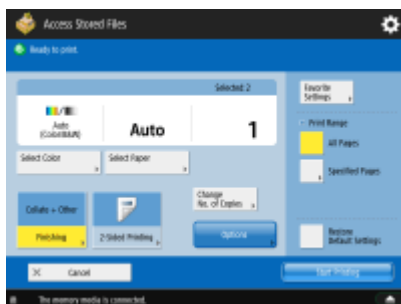 Access Stored Files
Ready to print.
Selected: 2
Auto
(Color/B&W)
Auto
1
Select Color
Select Paper
Change
No. of Copies
Collate + Other
Finishing
2-Sided Printing
Options
Favorite
Settings
Print Range
All Pages
Specified Pages
Restore
Default Settings
Cancel
Start Printing
The memory media is connected.